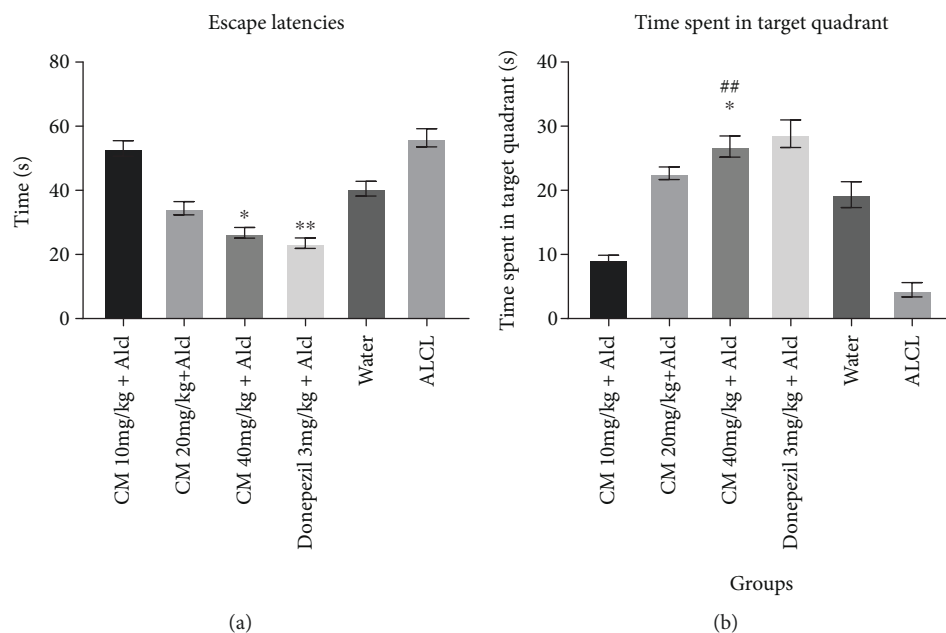 Escape latencies
Time (s)
80
60
40
20
0
*
**
CM 10mg/kg + Ald
CM 20mg/kg+Ald
CM 40mg/kg + Ald
Donepezil 3mg/kg + Ald
Water
ALCL
(a)
Time spent in target quadrant
Time spent in target quadrant (s)
40
30
20
10
0
##
*
CM 10mg/kg + Ald
CM 20mg/kg+Ald
CM 40mg/kg + Ald
Donepezil 3mg/kg + Ald
Water
ALCL
Groups
(b)